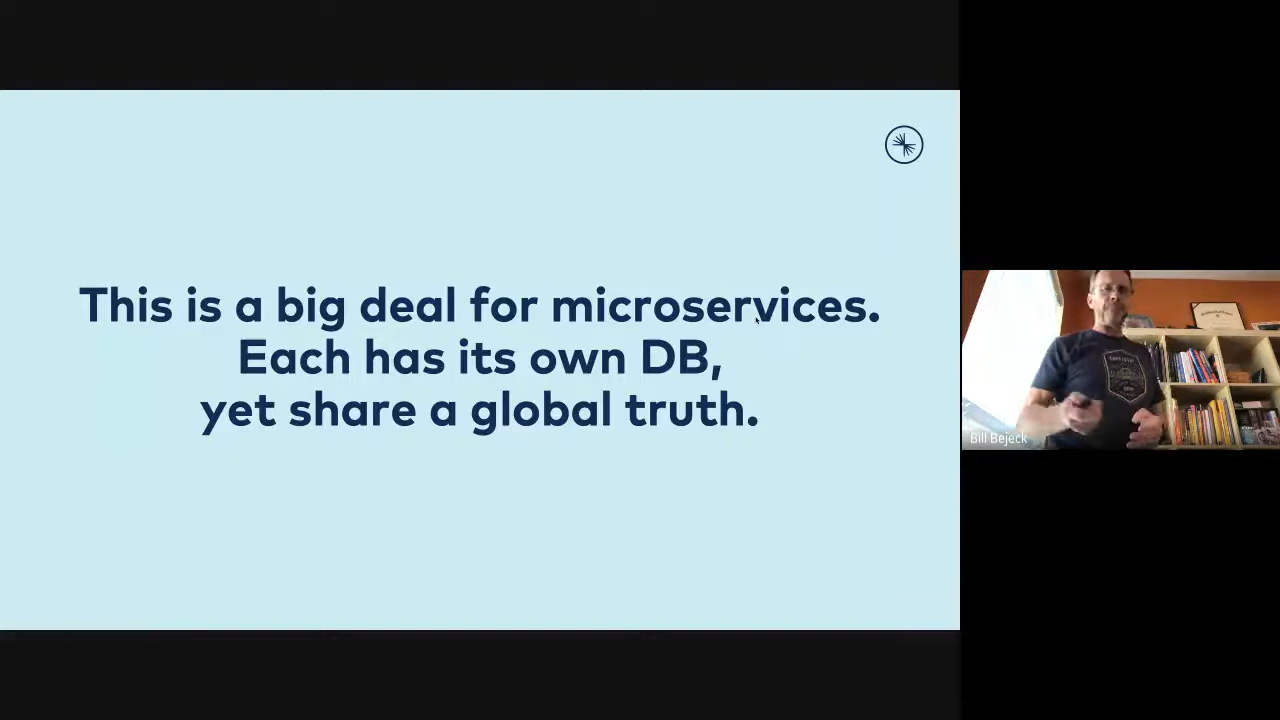 This is a big deal for microservices.
Each has its own DB,
yet share a global truth.
Bill Bejeck